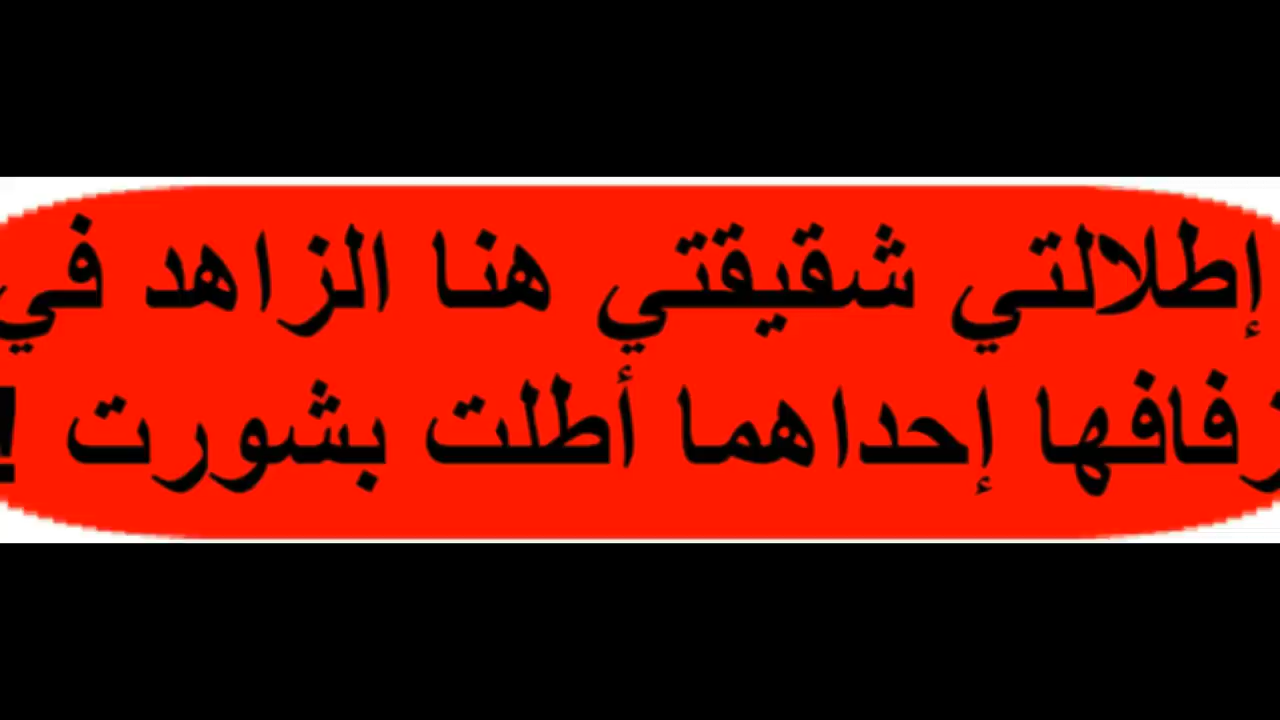 إطلالتي شقيقتي هنا الزاهد في
زفافها إحداهما أطلت بشورت !